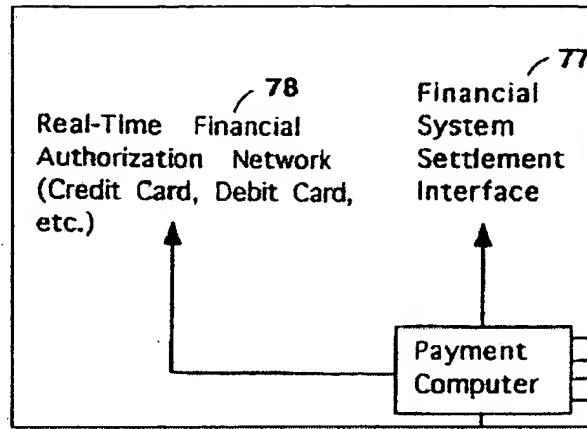 78
Real-Time Financial
Authorization Network
(Credit Card, Debit Card,
etc.)
77
Financial
System
Settlement
Interface
Payment
Computer